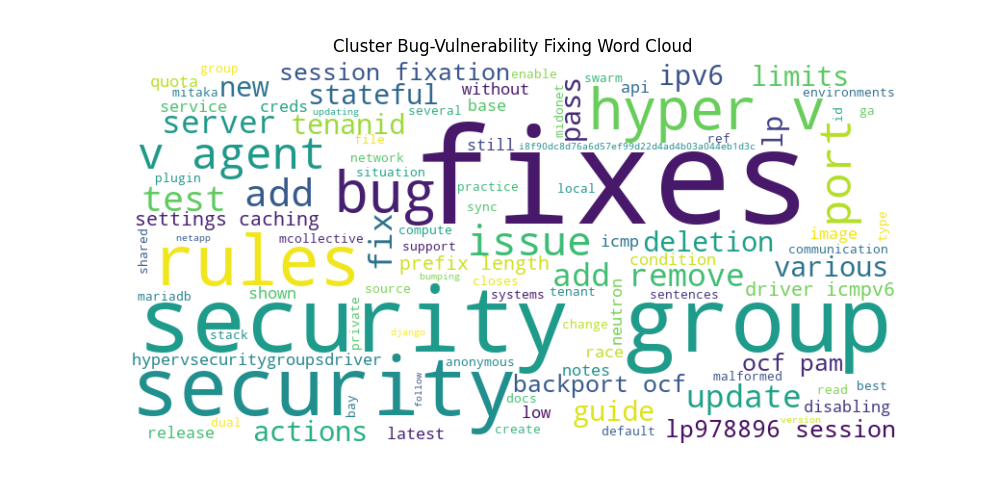 Cluster Bug-Vulnerability Fixing Word Cloud
group
quota
mitaka
new
session fixation
enable
swarm
api
ipv6
limits
environments
without
pass
midonet
hyper v
id
ga
service
creds
updating
stateful
several
base
server
tenanid
file
still
i8f90dc8d76a6d57ef99d22d4ad4b03a044eb1d3c
ref
lp
port
v agent
network
situation
bug
fixes
plugin
practice
local
test
add
sync
settings caching
fix
compute
issue
icmp
deletion
image
type
shared
netapp
mcollective
support
communication
rules
prefix length
condition
various
bumping
add remove
driver icmpv6
mariadb
shown
source
closes
systems
tenant
neutron
sentences
security group
private
stack
django
change
race
hypervsecuritygroupsdriver
anonymous
notes
ocf pam
security
follow
backport ocf
malformed
read
best
bay
docs
low
guide
update
version
disabling
dual
release
actions
latest
create
default
lp978896 session